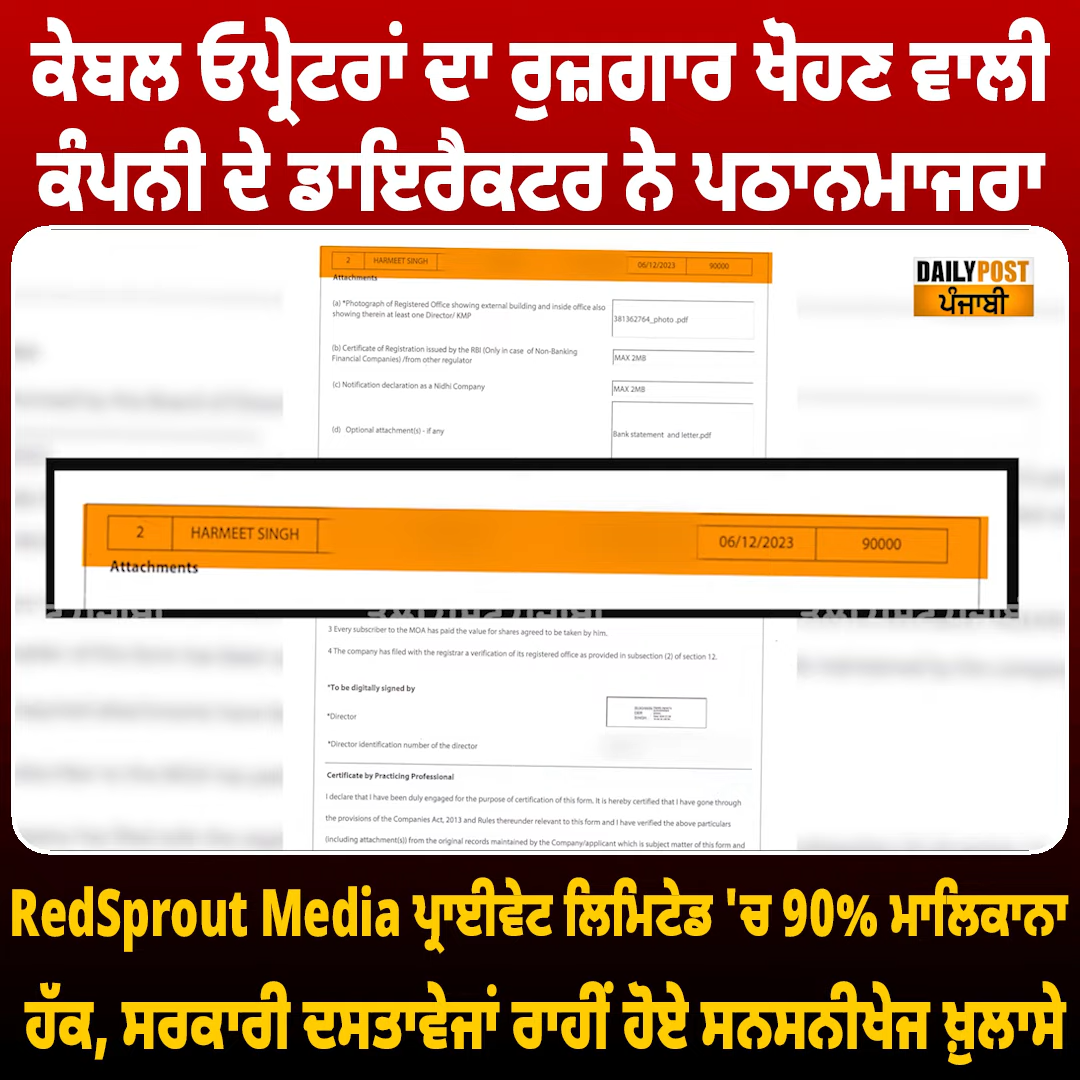 ਕੇਬਲ ਓਪ੍ਰੇਟਰਾਂ ਦਾ ਰੁਜ਼ਗਾਰ ਖੋਹਣ ਵਾਲੀ
ਕੰਪਨੀ ਦੇ ਡਾਇਰੈਕਟਰ ਨੇ ਪਠਾਨਮਾਜਰਾ
DAILYPOST
ਪੰਜਾਬੀ
2 HARMEET SINGH 06/12/2023 90000
Attachments
(a) *Photograph of Registered Office showing external building and inside office also
showing therein at least one Director/ KMP
381362764_photo .pdf
(b) Certificate of Registration issued by the RBI (Only in case of Non-Banking
Financial Companies) /from other regulator
MAX 2MB
(c) Notification declaration as a Nidhi Company
MAX 2MB
(d) Optional attachment(s) - if any
Bank statement and letter.pdf
2 HARMEET SINGH 06/12/2023 90000
Attachments
3 Every subscriber to the MOA has paid the value for shares agreed to be taken by him.
4 The company has filed with the registrar a verification of its registered office as provided in subsection (2) of section 12.
*To be digitally signed by
*Director
*Director identification number of the director
Certificate by Practicing Professional
I declare that I have been duly engaged for the purpose of certification of this form. It is hereby certified that I have gone through
the provisions of the Companies Act, 2013 and Rules thereunder relevant to this form and I have verified the above particulars
(including attachment(s)) from the original records maintained by the Company/applicant which is subject matter of this form and
RedSprout Media ਪ੍ਰਾਈਵੇਟ ਲਿਮਿਟੇਡ 'ਚ 90% ਮਾਲਿਕਾਨਾ
ਹੱਕ, ਸਰਕਾਰੀ ਦਸਤਾਵੇਜਾਂ ਰਾਹੀਂ ਹੋਏ ਸਨਸਨੀਖੇਜ ਖ਼ੁਲਾਸੇ